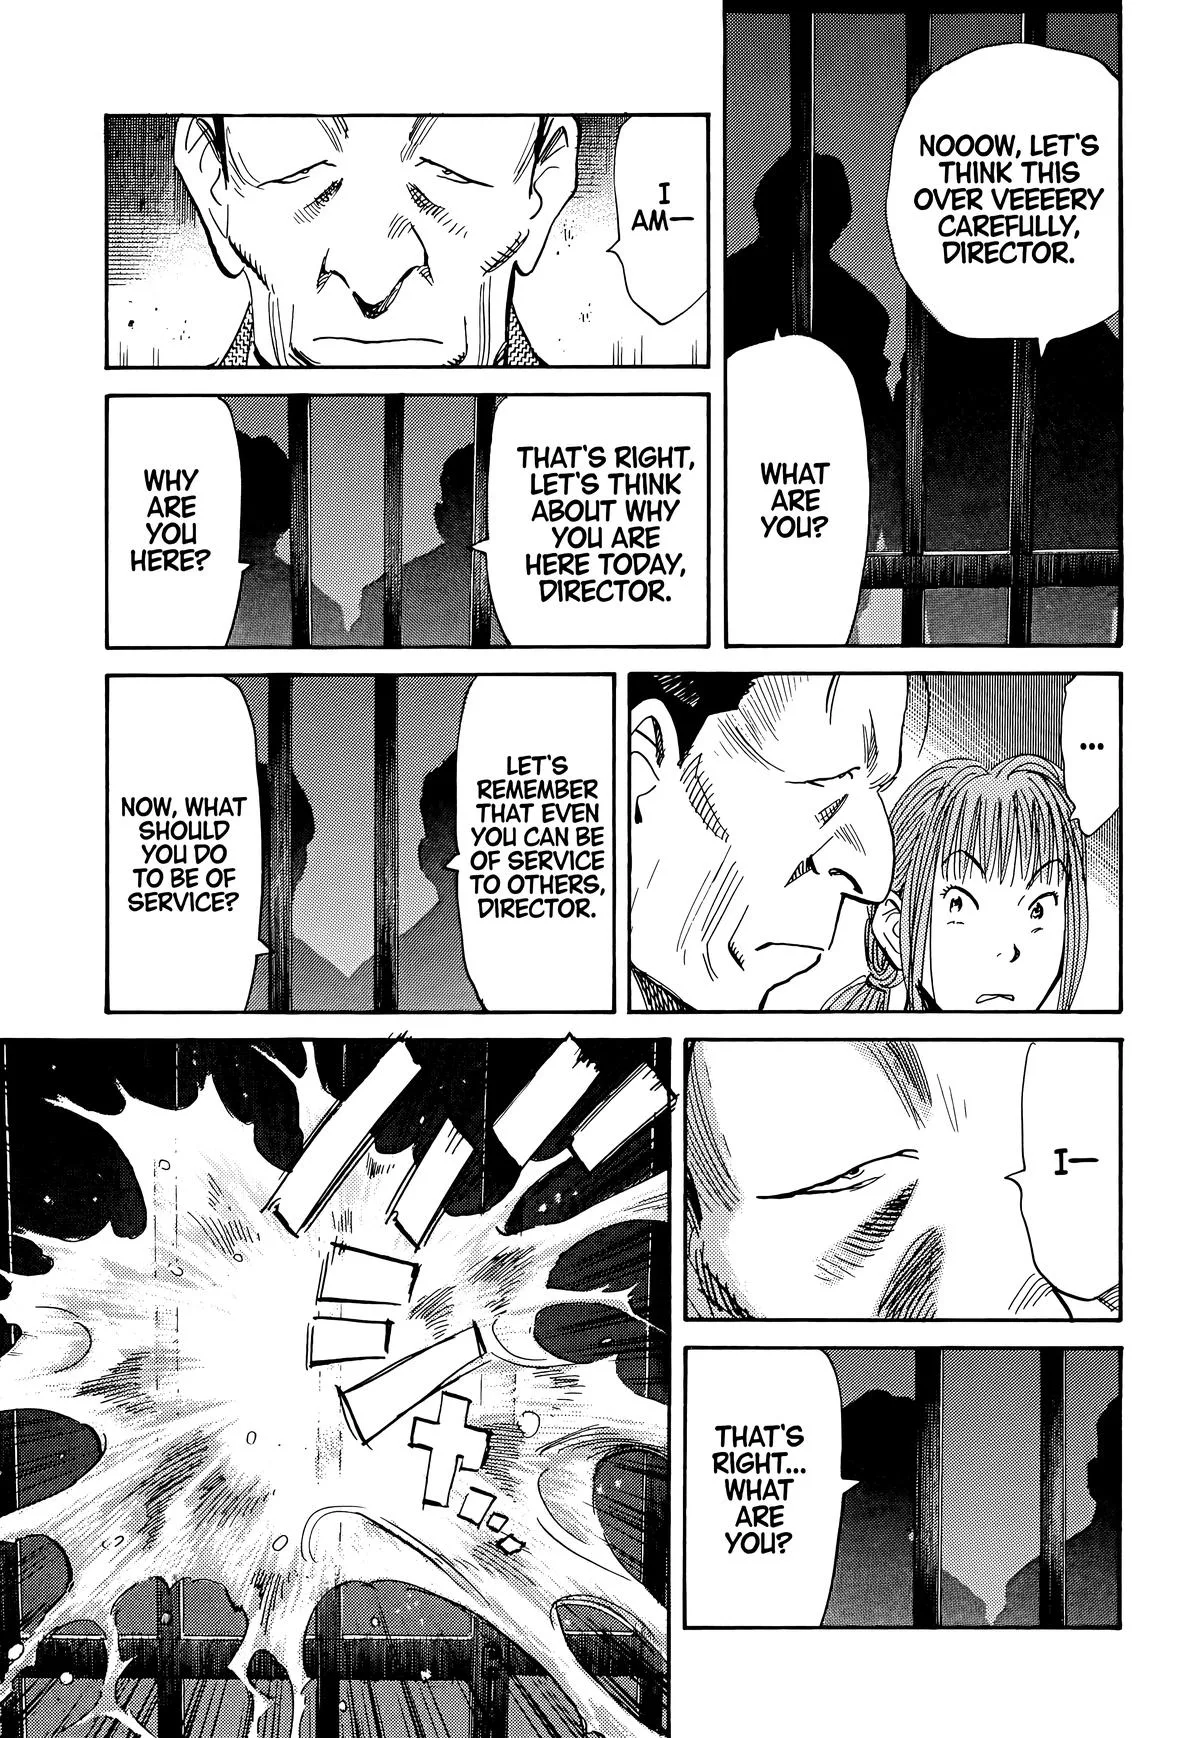 NOOOW, LET'S
THINK THIS
OVER VEEEERY
CAREFULLY,
DIRECTOR.
WHAT
ARE
YOU?
I
AM—
THAT'S RIGHT,
LET'S THINK
ABOUT WHY
YOU ARE
HERE TODAY,
DIRECTOR.
WHY
ARE
YOU
HERE?
...
LET'S
REMEMBER
THAT EVEN
YOU CAN BE
OF SERVICE
TO OTHERS,
DIRECTOR.
NOW, WHAT
SHOULD
YOU DO
TO BE OF
SERVICE?
I—
THAT'S
RIGHT...
WHAT
ARE
YOU?